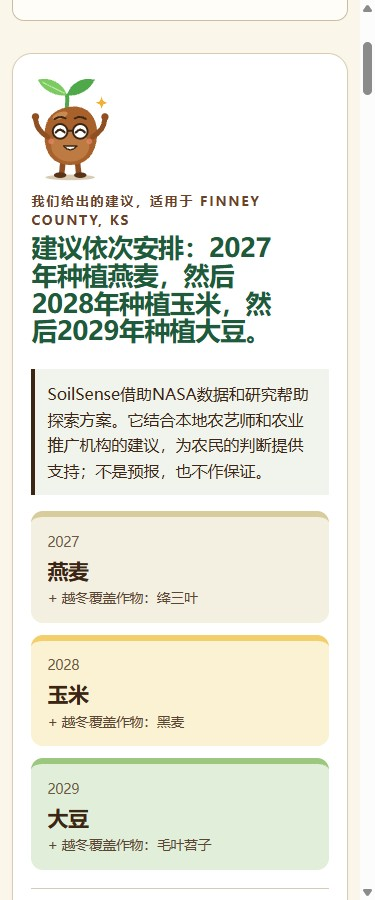 我们给出的建议，适用于 FINNEY
COUNTY, KS
建议依次安排：2027
年种植燕麦，然后
2028年种植玉米，然
后2029年种植大豆。
SoilSense借助NASA数据和研究帮助
探索方案。它结合本地农艺师和农业
推广机构的建议，为农民的判断提供
支持；不是预报，也不作保证。
2027
燕麦
+ 越冬覆盖作物：绛三叶
2028
玉米
+ 越冬覆盖作物：黑麦
2029
大豆
+ 越冬覆盖作物：毛叶苕子